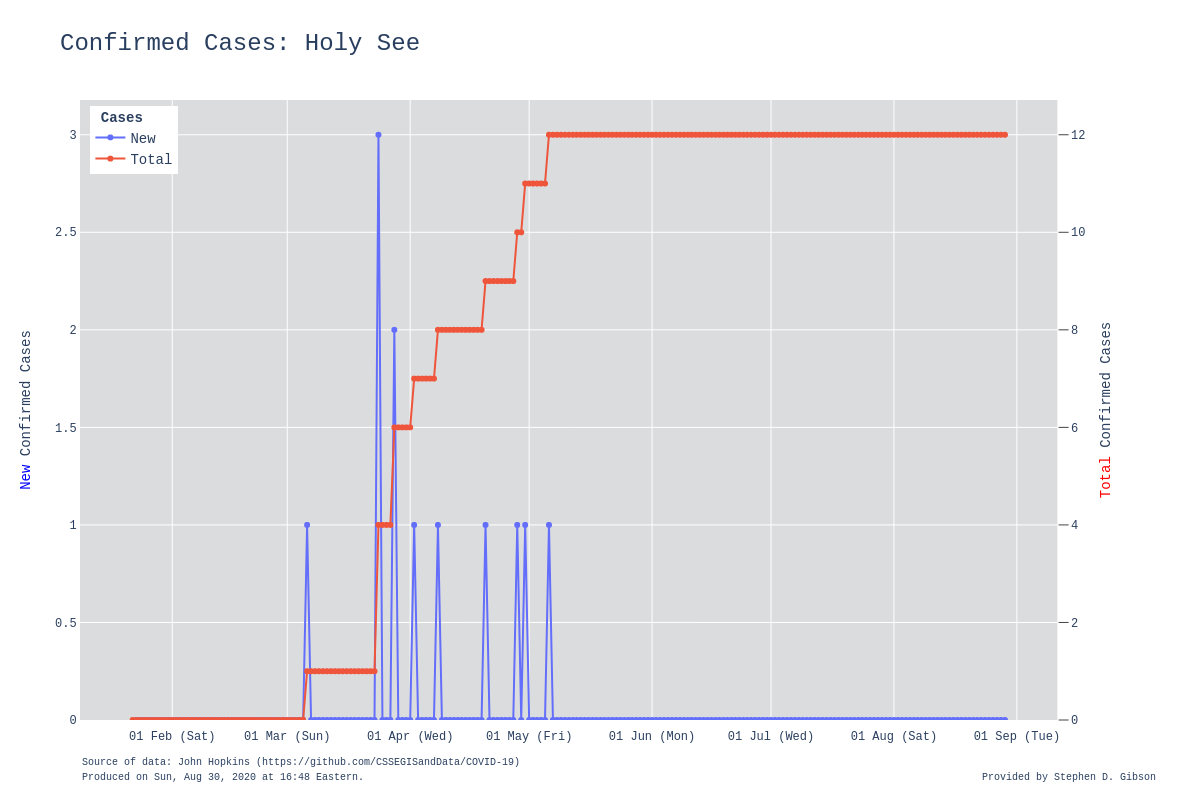 Confirmed Cases: Holy See
Cases
New
Total
3
2.5
2
1.5
1
0.5
0
12
10
8
6
4
2
0
New Confirmed Cases
Total Confirmed Cases
01 Feb (Sat) 01 Mar (Sun) 01 Apr (Wed) 01 May (Fri) 01 Jun (Mon) 01 Jul (Wed) 01 Aug (Sat) 01 Sep (Tue)
Source of data: John Hopkins (https://github.com/CSSEGISandData/COVID-19)
Produced on Sun, Aug 30, 2020 at 16:48 Eastern.
Provided by Stephen D. Gibson